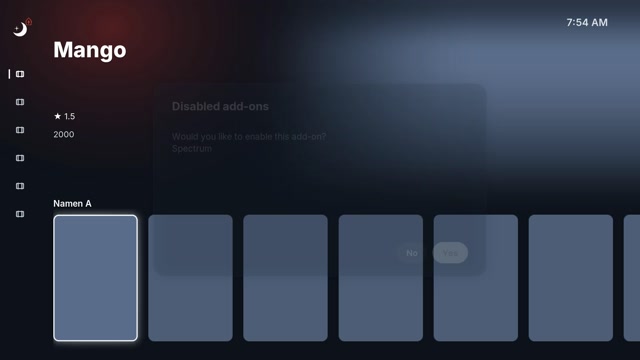 7:54 AM
Mango
Disabled add-ons
★ 1.5
Would you like to enable this add-on?
2000
Spectrum
Namen A
No
Yes